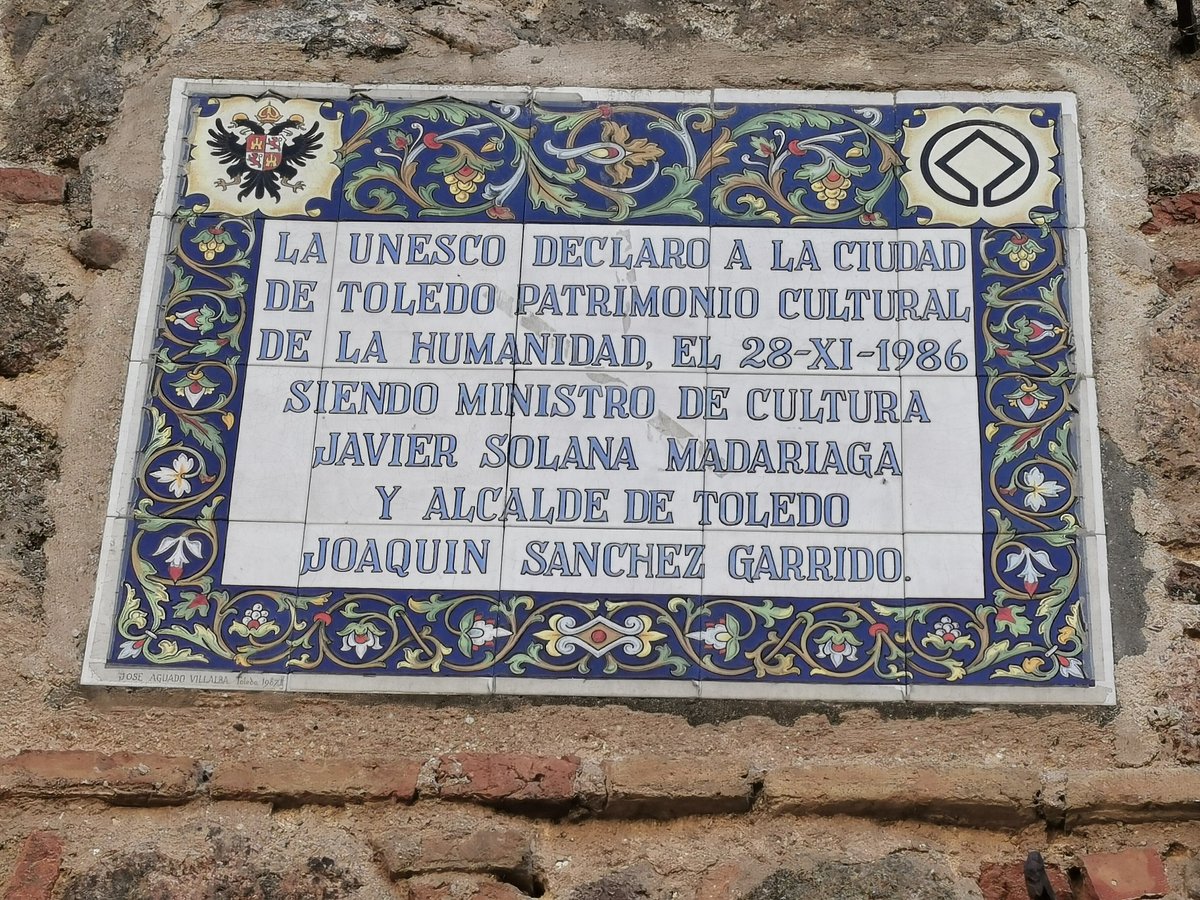 LA UNESCO DECLARO A LA CIUDAD
DE TOLEDO PATRIMONIO CULTURAL
DE LA HUMANIDAD, EL 28-XI-1986
SIENDO MINISTRO DE CULTURA
JAVIER SOLANA MADARIAGA
Y ALCALDE DE TOLEDO
JOAQUIN SANCHEZ GARRIDO.
JOSE AGUADO VILLALBA. Toledo